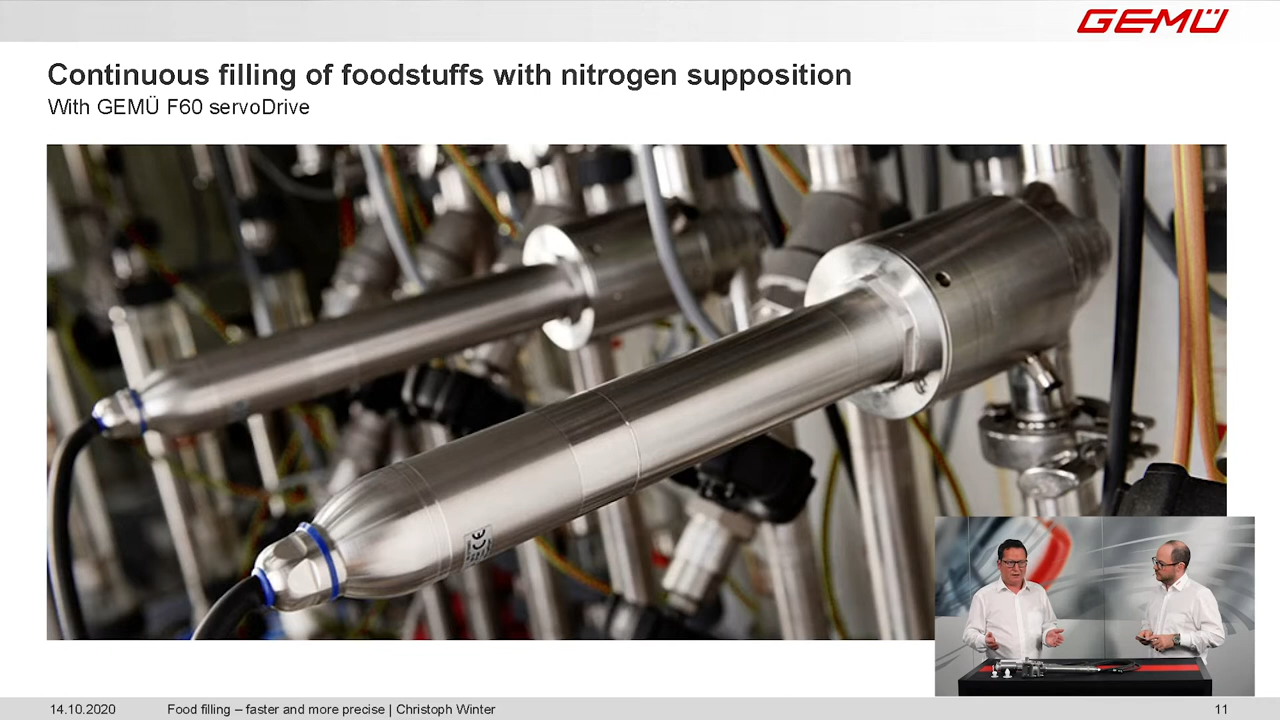 GEMÜ
Continuous filling of foodstuffs with nitrogen supposition
With GEMÜ F60 servoDrive
CE
14.10.2020 Food filling – faster and more precise | Christoph Winter 11